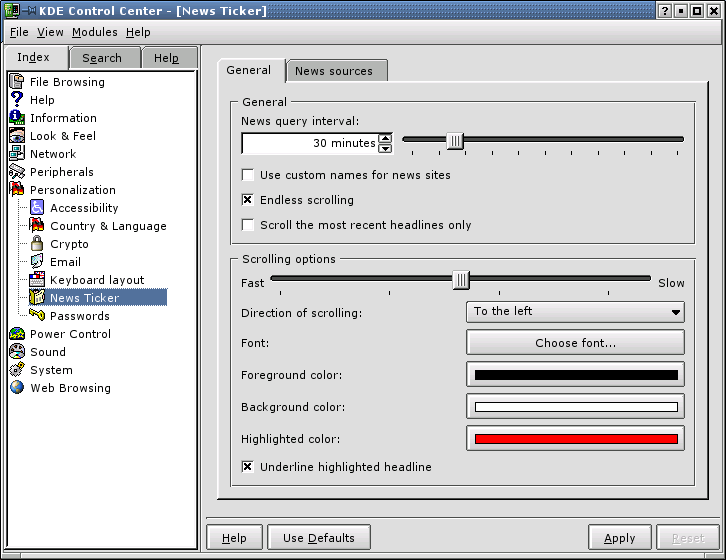 KDE Control Center - [News Ticker]
File View Modules Help
Index Search Help
File Browsing
Help
Information
Look & Feel
Network
Peripherals
Personalization
Accessibility
Country & Language
Crypto
Email
Keyboard layout
News Ticker
Passwords
Power Control
Sound
System
Web Browsing
General News sources
General
News query interval:
30 minutes
Use custom names for news sites
Endless scrolling
Scroll the most recent headlines only
Scrolling options
Fast Slow
Direction of scrolling: To the left
Font: Choose font...
Foreground color:
Background color:
Highlighted color:
Underline highlighted headline
Help Use Defaults Apply Reset